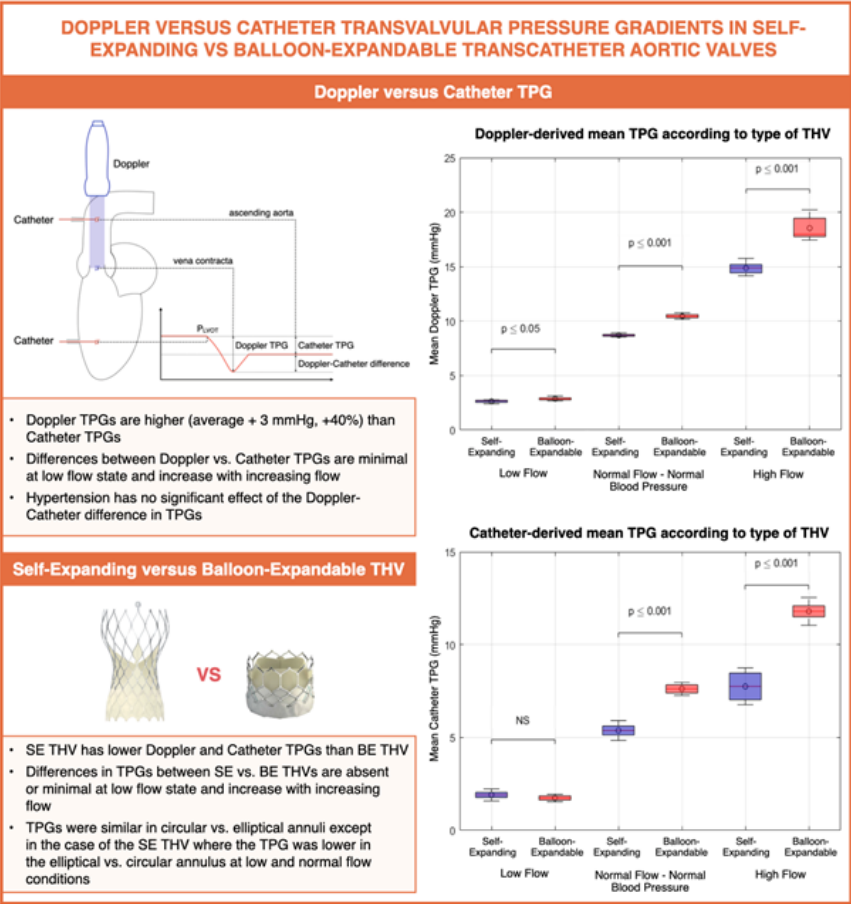 DOPPLER VERSUS CATHETER TRANSVALVULAR PRESSURE GRADIENTS IN SELF-
EXPANDING VS BALLOON-EXPANDABLE TRANSCATHETER AORTIC VALVES
Doppler versus Catheter TPG
Doppler
Catheter
ascending aorta
vena contracta
Catheter
PLVOT
Doppler TPG
Catheter TPG
Doppler-Catheter difference
• Doppler TPGs are higher (average + 3 mmHg, +40%) than
Catheter TPGs
• Differences between Doppler vs. Catheter TPGs are minimal
at low flow state and increase with increasing flow
• Hypertension has no significant effect of the Doppler-
Catheter difference in TPGs
Doppler-derived mean TPG according to type of THV
Mean Doppler TPG (mmHg)
25
20
15
10
5
0
p ≤ 0.05
p ≤ 0.001
p ≤ 0.001
Self-
Expanding
Balloon-
Expandable
Self-
Expanding
Balloon-
Expandable
Self-
Expanding
Balloon-
Expandable
Low Flow
Normal Flow - Normal
Blood Pressure
High Flow
Self-Expanding versus Balloon-Expandable THV
VS
• SE THV has lower Doppler and Catheter TPGs than BE THV
• Differences in TPGs between SE vs. BE THVs are absent
or minimal at low flow state and increase with increasing
flow
• TPGs were similar in circular vs. elliptical annuli except
in the case of the SE THV where the TPG was lower in
the elliptical vs. circular annulus at low and normal flow
conditions
Catheter-derived mean TPG according to type of THV
Mean Catheter TPG (mmHg)
15
10
5
0
NS
p ≤ 0.001
p ≤ 0.001
Self-
Expanding
Balloon-
Expandable
Self-
Expanding
Balloon-
Expandable
Self-
Expanding
Balloon-
Expandable
Low Flow
Normal Flow - Normal
Blood Pressure
High Flow